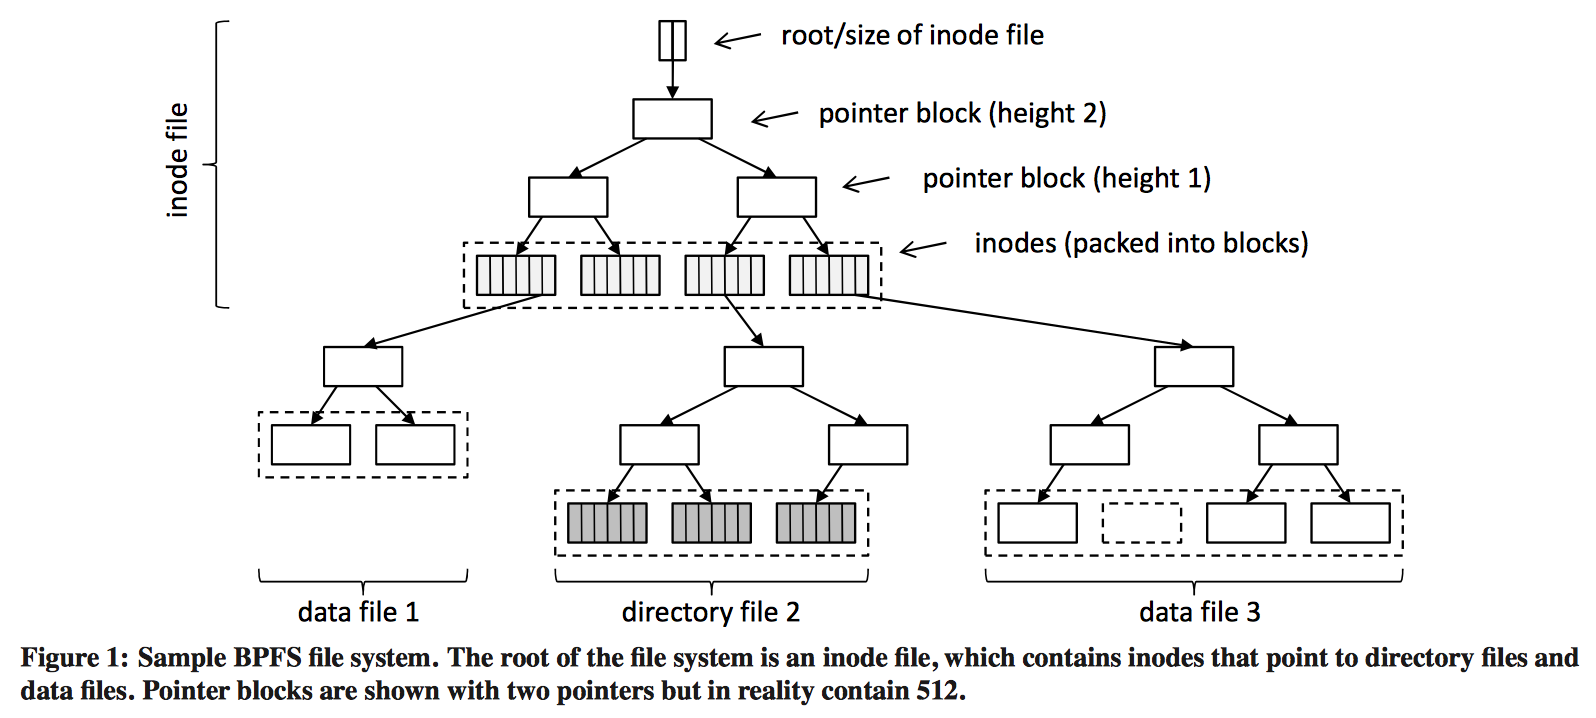 root/size of inode file
pointer block (height 2)
inode file
pointer block (height 1)
inodes (packed into blocks)
data file 1
directory file 2
data file 3
Figure 1: Sample BPFS file system. The root of the file system is an inode file, which contains inodes that point to directory files and
data files. Pointer blocks are shown with two pointers but in reality contain 512.